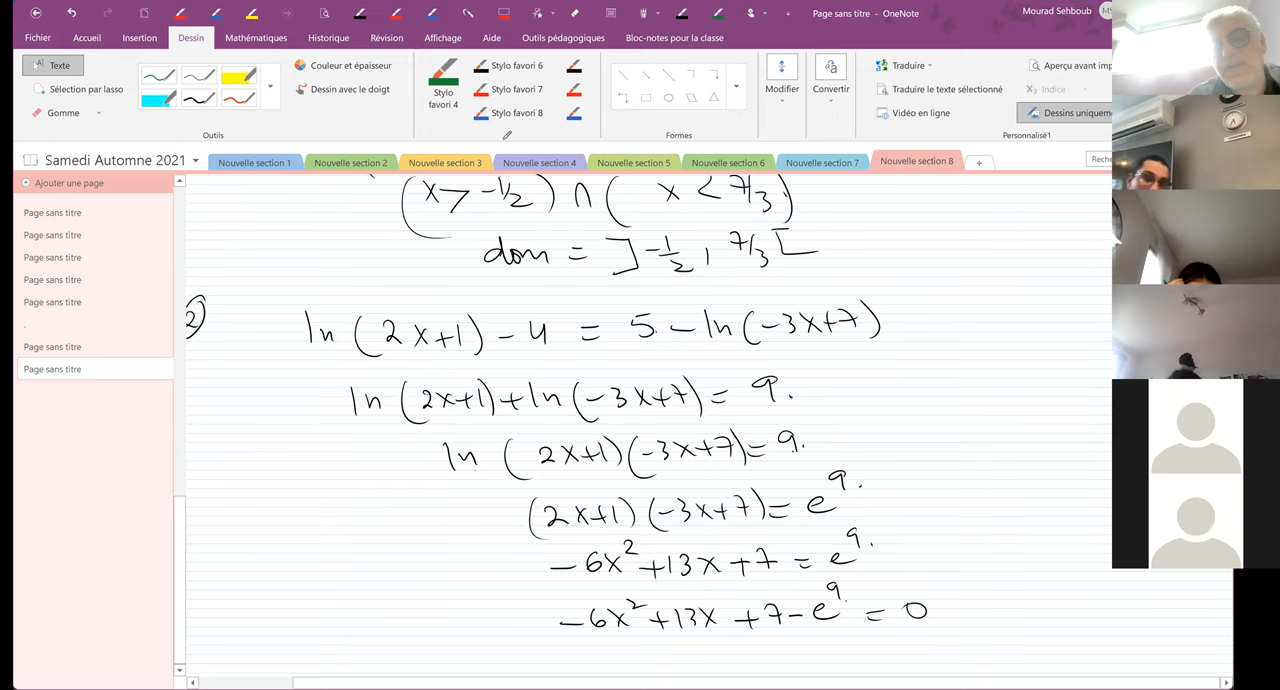 Page sans titre - OneNote
Mourad Sehboub
MS
Fichier Accueil Insertion Dessin Mathématiques Historique Révision Affichage Aide Outils pédagogiques Bloc-notes pour la classe
Texte
Sélection par lasso
Gomme
Outils
Couleur et épaisseur
Dessin avec le doigt
Stylo favori 4
Stylo favori 6
Stylo favori 7
Stylo favori 8
Formes
Modifier
Convertir
Traduire
Traduire le texte sélectionné
Vidéo en ligne
Aperçu avant imp
Indice
Dessins uniqueme
Personnalisé1
Samedi Automne 2021
Nouvelle section 1 Nouvelle section 2 Nouvelle section 3 Nouvelle section 4 Nouvelle section 5 Nouvelle section 6 Nouvelle section 7 Nouvelle section 8 +
Reche
Ajouter une page
Page sans titre
Page sans titre
Page sans titre
Page sans titre
Page sans titre
.
Page sans titre
Page sans titre
(x > -1/2) ∩ ( x < 7/3)
dom = ]-1/2, 7/3[
2)
ln(2x+1) - 4 = 5 - ln(-3x+7)
ln(2x+1) + ln(-3x+7) = 9.
ln (2x+1)(-3x+7) = 9.
(2x+1)(-3x+7) = e^9.
-6x²+13x+7 = e^9.
-6x²+13x+7-e^9. = 0